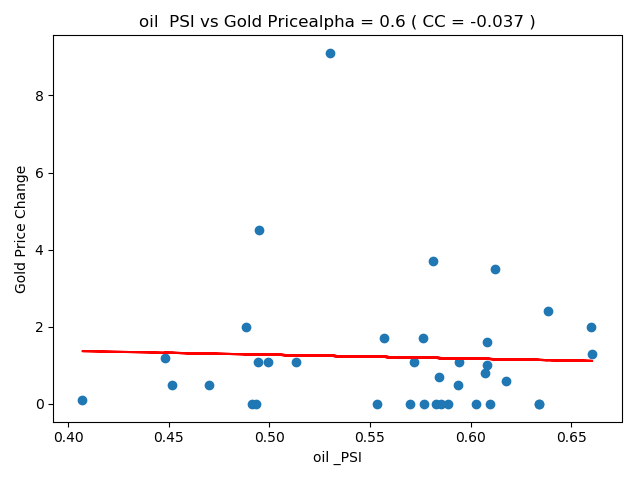 oil  PSI vs Gold Pricealpha = 0.6 ( CC = -0.037 )
8
6
4
2
0
Gold Price Change
0.40 0.45 0.50 0.55 0.60 0.65
oil _PSI